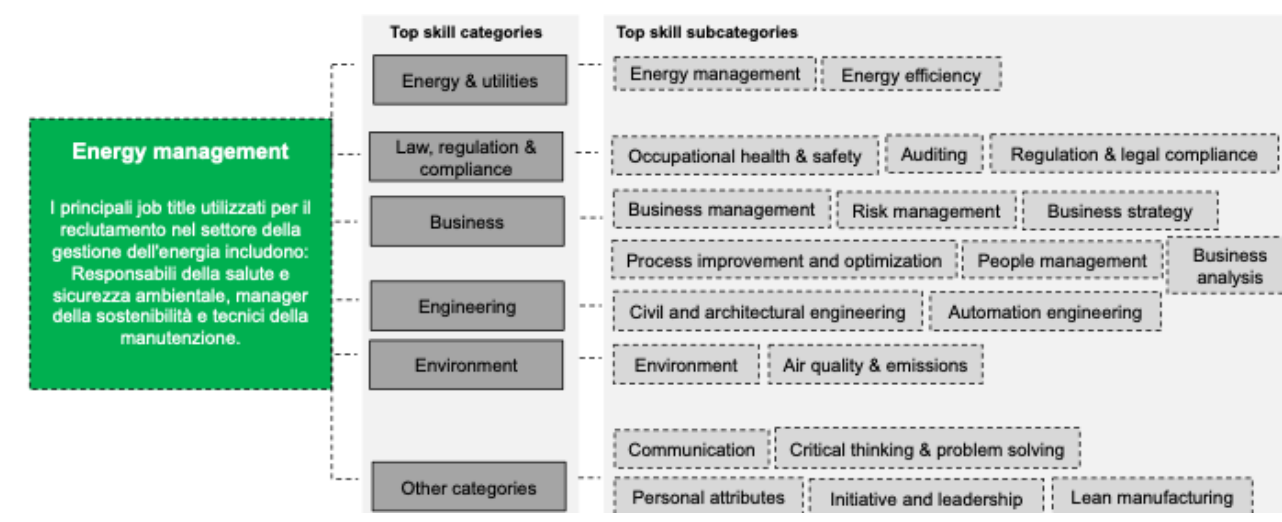 Top skill categories
Top skill subcategories
Energy management
I principali job title utilizzati per il
reclutamento nel settore della
gestione dell'energia includono:
Responsabili della salute e
sicurezza ambientale, manager
della sostenibilità e tecnici della
manutenzione.
Energy & utilities
Energy management
Energy efficiency
Law, regulation &
compliance
Occupational health & safety
Auditing
Regulation & legal compliance
Business
Business management
Risk management
Business strategy
Process improvement and optimization
People management
Business
analysis
Engineering
Civil and architectural engineering
Automation engineering
Environment
Environment
Air quality & emissions
Other categories
Communication
Critical thinking & problem solving
Personal attributes
Initiative and leadership
Lean manufacturing